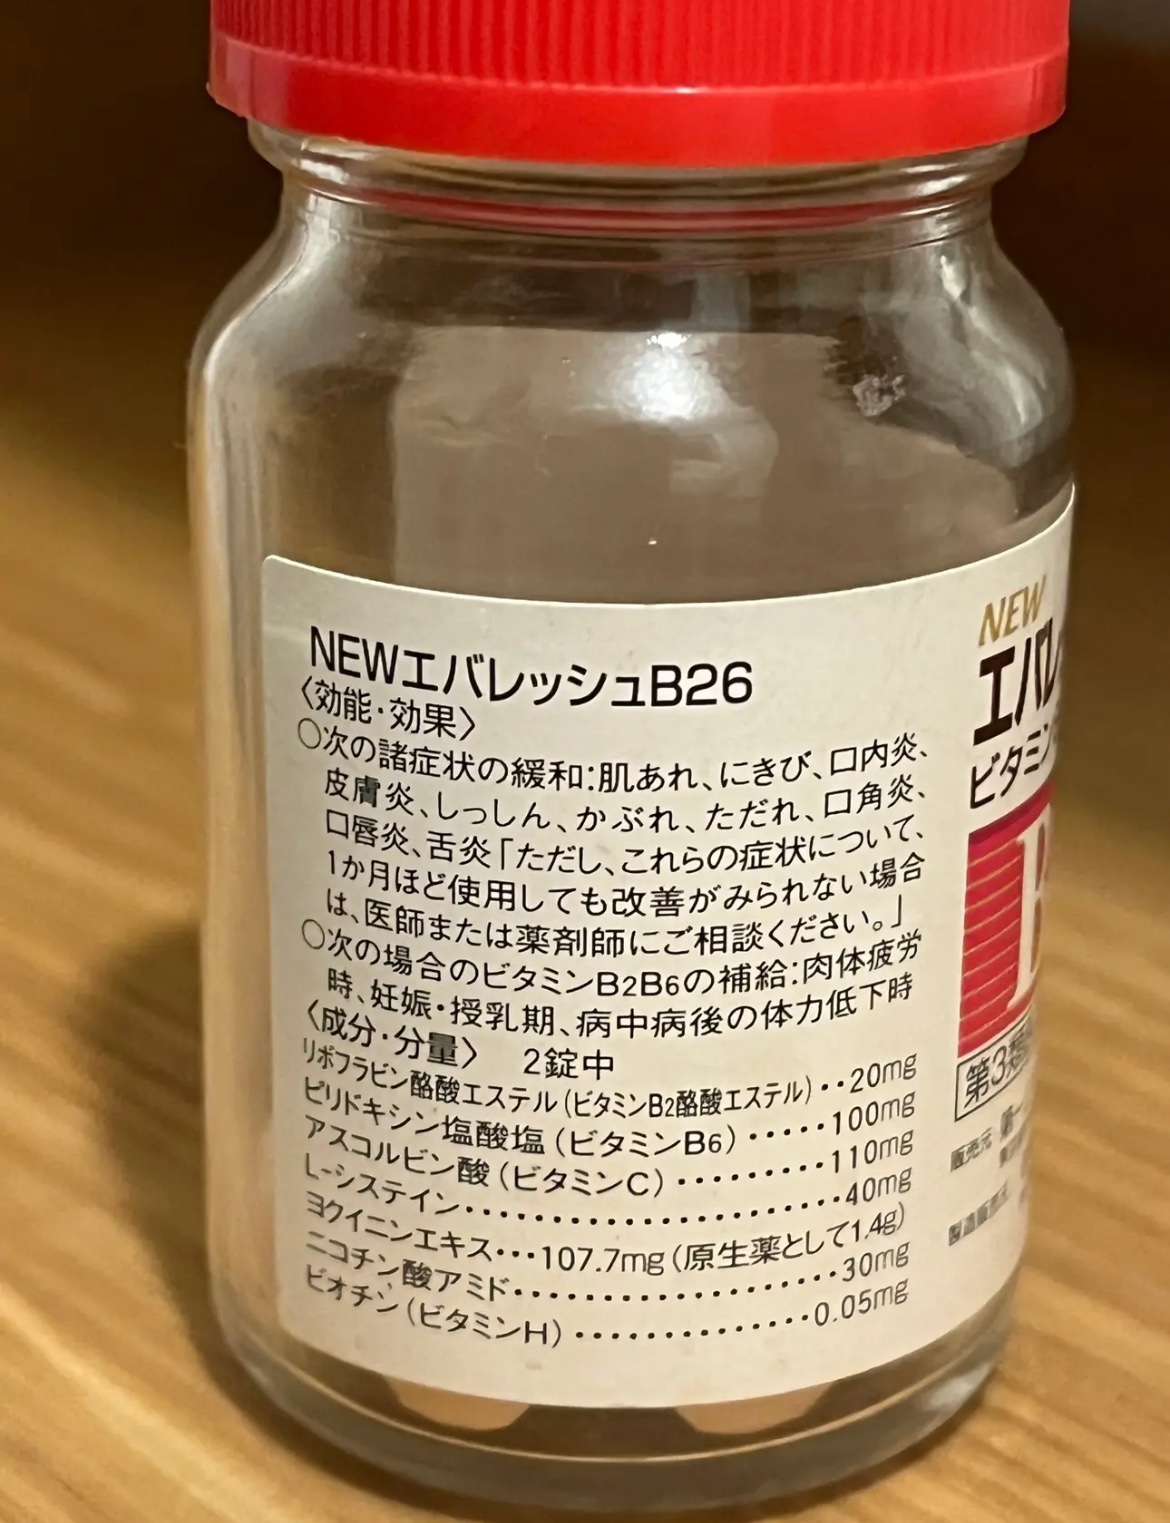 NEWエバレッシュB26
〈効能・効果〉
○次の諸症状の緩和:肌あれ、にきび、口内炎、
皮膚炎、しっしん、かぶれ、ただれ、口角炎、
口唇炎、舌炎「ただし、これらの症状について、
1か月ほど使用しても改善がみられない場合
は、医師または薬剤師にご相談ください。」
○次の場合のビタミンB2B6の補給:肉体疲労
時、妊娠・授乳期、病中病後の体力低下時
〈成分・分量〉 2錠中
リボフラビン酪酸エステル(ビタミンB2酪酸エステル)‥20mg
ピリドキシン塩酸塩(ビタミンB6)・・・・・100mg
アスコルビン酸(ビタミンC)・・・・・・・・・110mg
L-システイン・・・・・・・・・・・・・・・・・・・・40mg
ヨクイニンエキス・・・107.7mg(原生薬として1.4g)
ニコチン酸アミド・・・・・・・・・・・・・・・・・30mg
ビオチン(ビタミンH)・・・・・・・・・・・・・0.05mg
NEW
エバレ
ビタミン
第3類
販売元
製造販売元